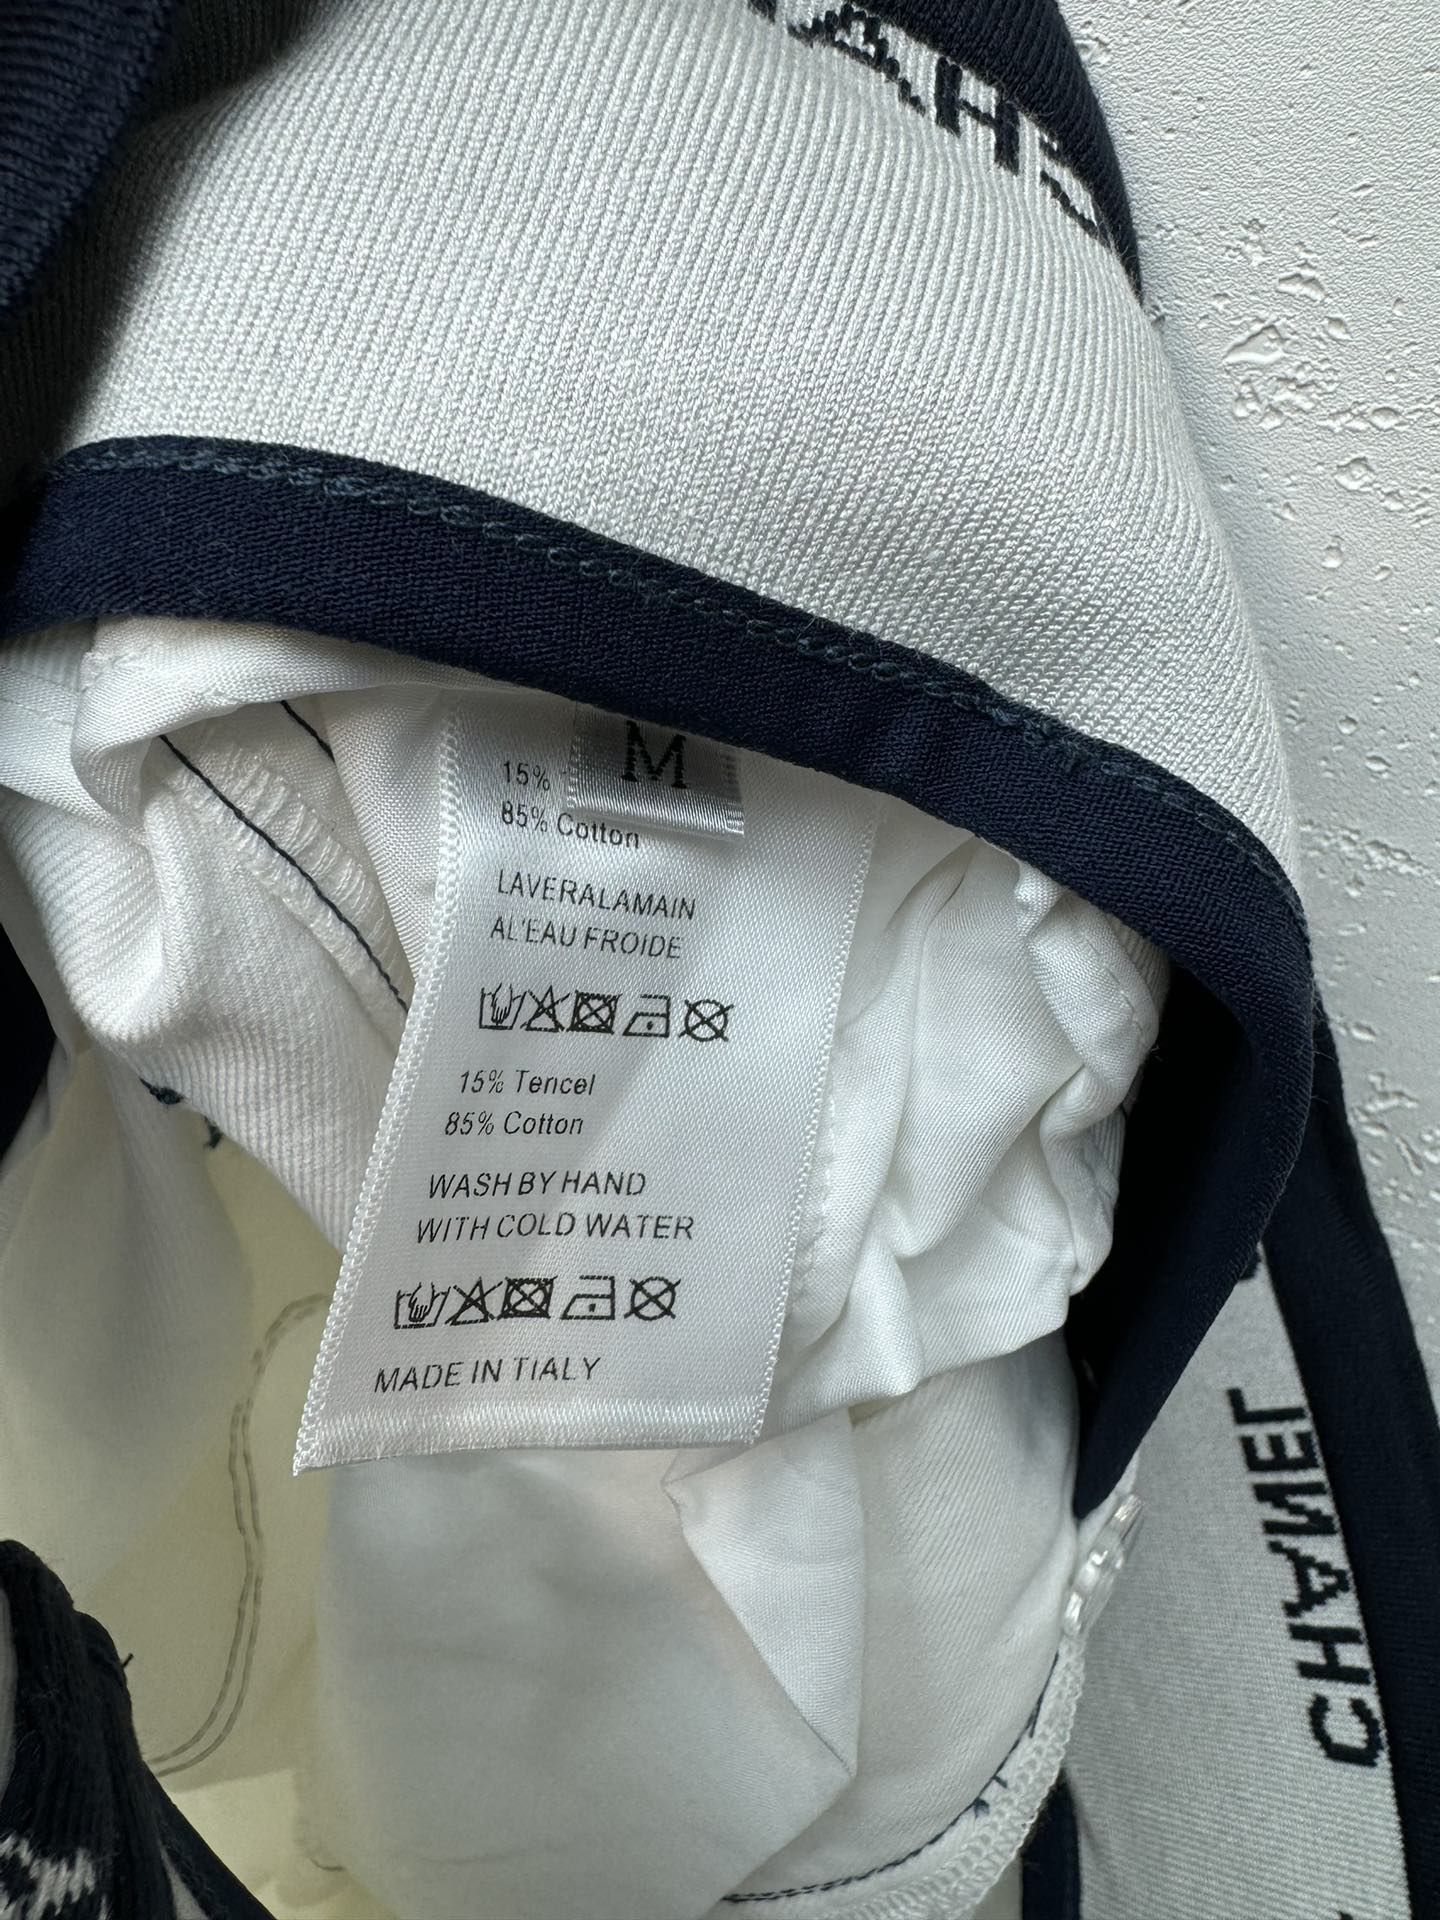 CHA
M
15%
85% Cotton
LAVERALAMAIN
AL'EAU FROIDE
15% Tencel
85% Cotton
WASH BY HAND
WITH COLD WATER
MADE IN TIALY
CHANEL